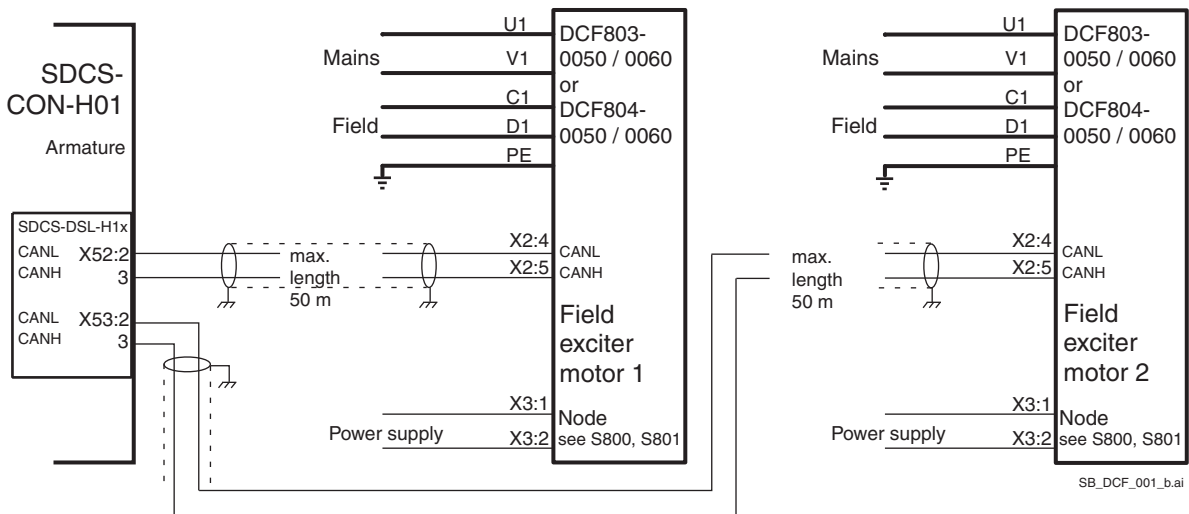 SDCS-
CON-H01
Armature
SDCS-DSL-H1x
CANL X52:2
CANH 3
CANL X53:2
CANH 3
max.
length
50 m
Mains
Field
U1
V1
C1
D1
PE
DCF803-
0050 / 0060
or
DCF804-
0050 / 0060
X2:4 CANL
X2:5 CANH
Field
exciter
motor 1
Power supply
X3:1
X3:2
Node
see S800, S801
max.
length
50 m
Mains
Field
U1
V1
C1
D1
PE
DCF803-
0050 / 0060
or
DCF804-
0050 / 0060
X2:4 CANL
X2:5 CANH
Field
exciter
motor 2
Power supply
X3:1
X3:2
Node
see S800, S801
SB_DCF_001_b.ai